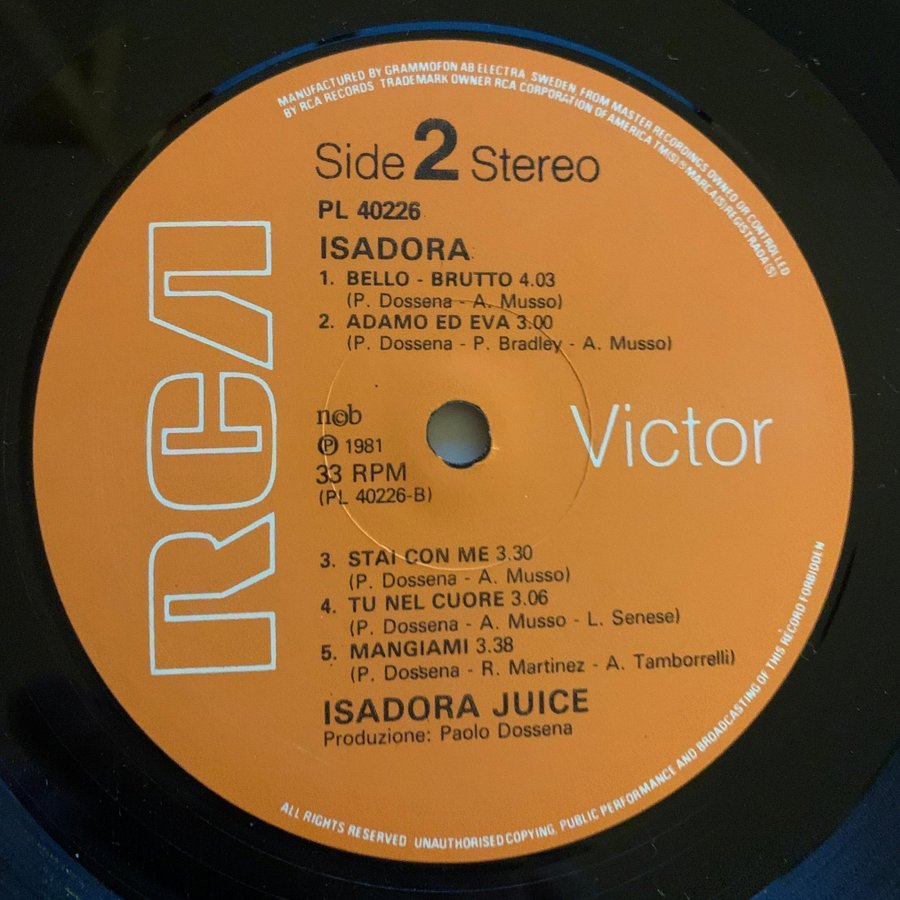 MANUFACTURED BY GRAMMOFON AB ELECTRA, SWEDEN, FROM MASTER RECORDINGS OWNED OR CONTROLLED
BY RCA RECORDS TRADEMARK OWNER RCA CORPORATION OF AMERICA TM(S) ® MARCA(S) REGISTRADA(S)
Side 2 Stereo
PL 40226
ISADORA
1. BELLO - BRUTTO 4.03
(P. Dossena - A. Musso)
2. ADAMO ED EVA 3.00
(P. Dossena - P. Bradley - A. Musso)
RCA
n©b
Ⓟ 1981
33 RPM
(PL 40226-B)
Victor
3. STAI CON ME 3.30
(P. Dossena - A. Musso)
4. TU NEL CUORE 3.06
(P. Dossena - A. Musso - L. Senese)
5. MANGIAMI 3.38
(P. Dossena - R. Martinez - A. Tamborrelli)
ISADORA JUICE
Produzione: Paolo Dossena
ALL RIGHTS RESERVED UNAUTHORISED COPYING, PUBLIC PERFORMANCE AND BROADCASTING OF THIS RECORD FORBIDDEN